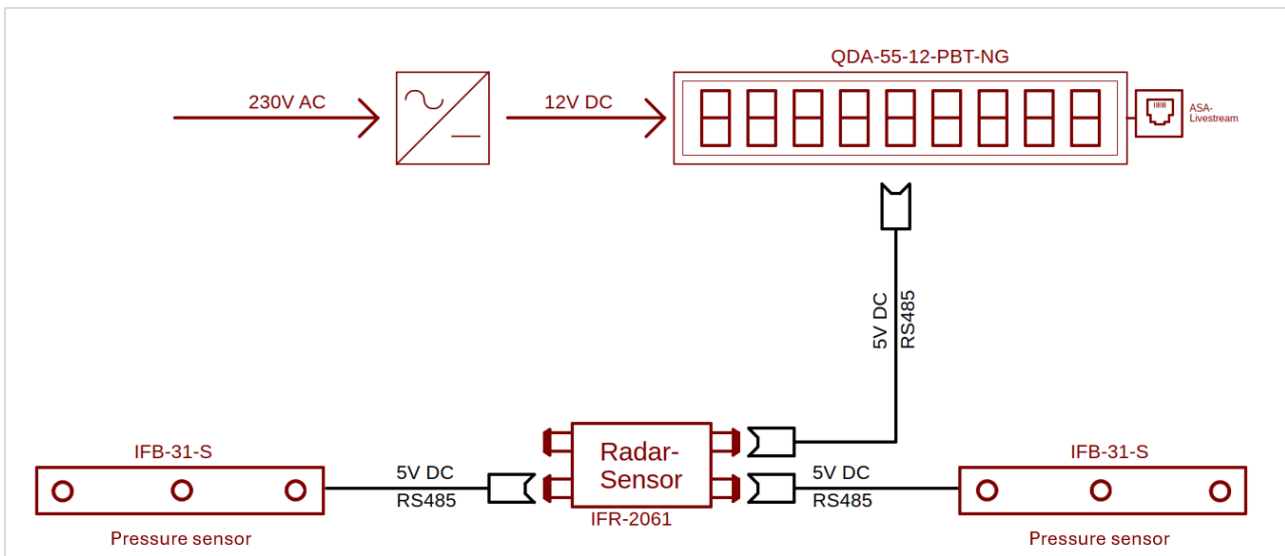 QDA-55-12-PBT-NG
230V AC
12V DC
ASA-
Livestream
5V DC
RS485
IFB-31-S
5V DC
RS485
Pressure sensor
Radar-
Sensor
IFR-2061
5V DC
RS485
IFB-31-S
Pressure sensor